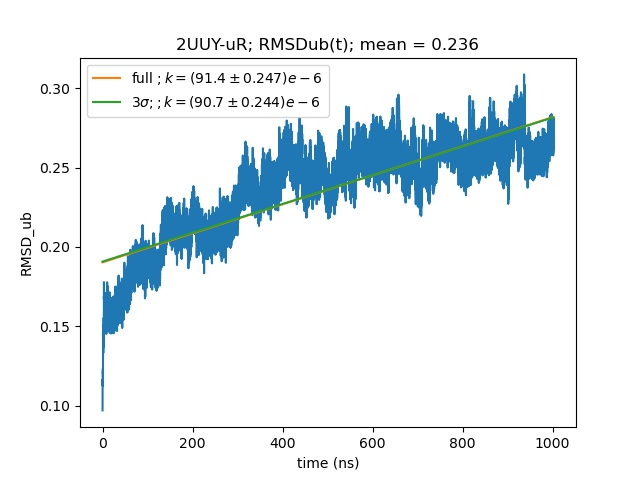 2UUY-uR; RMSDub(t); mean = 0.236
full ; k = (91.4 ± 0.247)e − 6
3σ; ; k = (90.7 ± 0.244)e − 6
0.30
0.25
0.20
0.15
0.10
RMSD_ub
0 200 400 600 800 1000
time (ns)